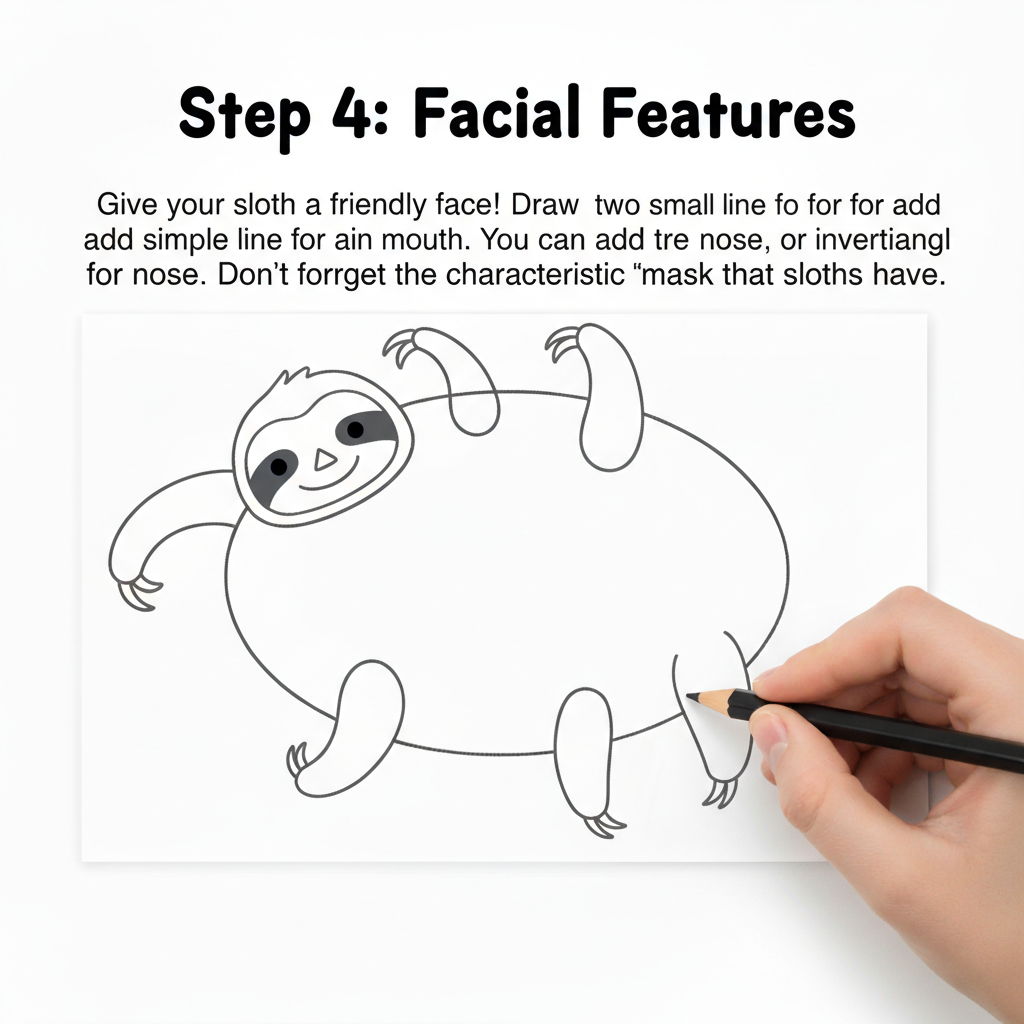 Step 4: Facial Features
Give your sloth a friendly face! Draw two small line fo for for add
add simple line for ain mouth. You can add tre nose, or invertiangl
for nose. Don't forrget the characteristic “mask that sloths have.